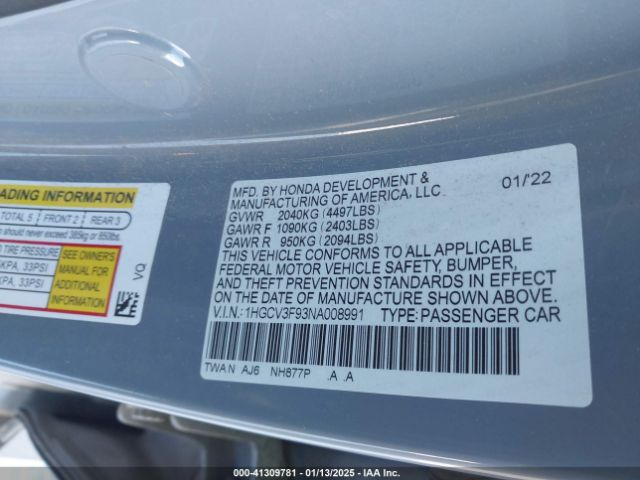 ADING INFORMATION
TOTAL 5 FRONT 2 REAR 3
should never exceed 385kg or 850lbs.
TIRE PRESSURE
KPA, 33PSI
KPA, 33PSI
SEE OWNER'S
MANUAL FOR
ADDITIONAL
INFORMATION
VQ
MFD. BY HONDA DEVELOPMENT & 01/22
MANUFACTURING OF AMERICA, LLC
GVWR 2040KG (4497LBS)
GAWR F 1090KG (2403LBS)
GAWR R 950KG (2094LBS)
THIS VEHICLE CONFORMS TO ALL APPLICABLE
FEDERAL MOTOR VEHICLE SAFETY, BUMPER,
AND THEFT PREVENTION STANDARDS IN EFFECT
ON THE DATE OF MANUFACTURE SHOWN ABOVE.
V.I.N.: 1HGCV3F93NA008991 TYPE: PASSENGER CAR
TWA N AJ6 NH877P .A .A
000-41309781 - 01/13/2025 - IAA Inc.